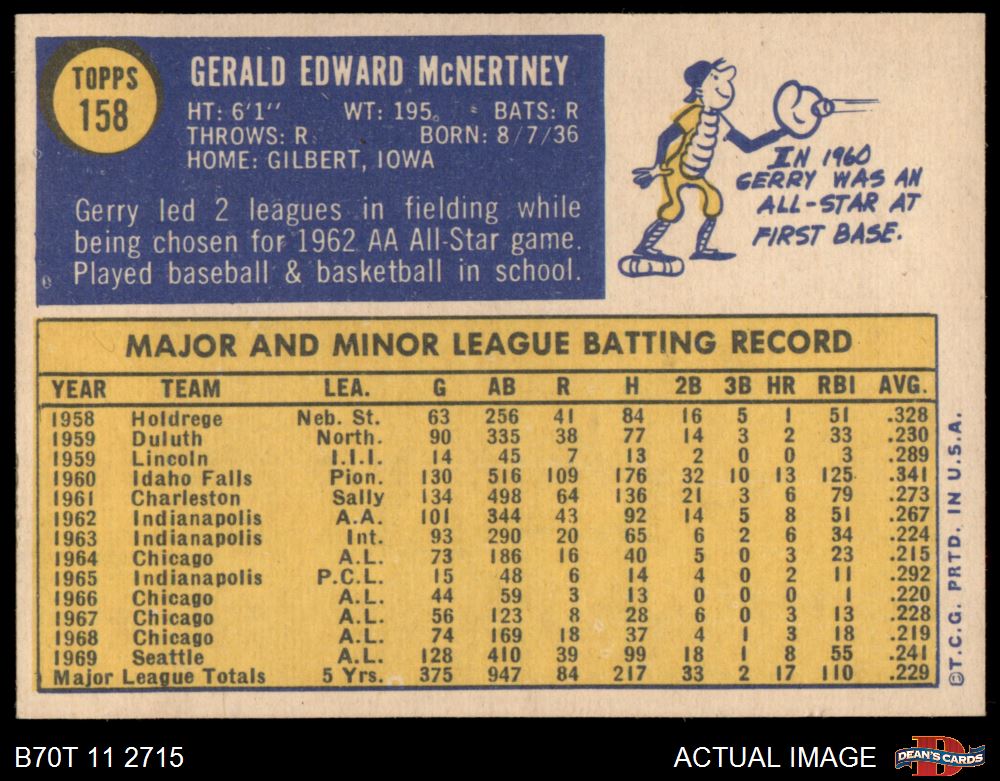 TOPPS
158
GERALD EDWARD McNERTNEY
HT: 6'1'' WT: 195. BATS: R
THROWS: R BORN: 8/7/36
HOME: GILBERT, IOWA
Gerry led 2 leagues in fielding while
being chosen for 1962 AA All-Star game.
Played baseball & basketball in school.
IN 1960
GERRY WAS AN
ALL-STAR AT
FIRST BASE.
MAJOR AND MINOR LEAGUE BATTING RECORD
YEAR TEAM LEA. G AB R H 2B 3B HR RBI AVG.
1958 Holdrege Neb. St. 63 256 41 84 16 5 1 51 .328
1959 Duluth North. 90 335 38 77 14 3 2 33 .230
1959 Lincoln I.I.I. 14 45 7 13 2 0 0 3 .289
1960 Idaho Falls Pion. 130 516 109 176 32 10 13 125 .341
1961 Charleston Sally 134 498 64 136 21 3 6 79 .273
1962 Indianapolis A.A. 101 344 43 92 14 5 8 51 .267
1963 Indianapolis Int. 93 290 20 65 6 2 6 34 .224
1964 Chicago A.L. 73 186 16 40 5 0 3 23 .215
1965 Indianapolis P.C.L. 15 48 6 14 4 0 2 11 .292
1966 Chicago A.L. 44 59 3 13 0 0 0 1 .220
1967 Chicago A.L. 56 123 8 28 6 0 3 13 .228
1968 Chicago A.L. 74 169 18 37 4 1 3 18 .219
1969 Seattle A.L. 128 410 39 99 18 1 8 55 .241
Major League Totals 5 Yrs. 375 947 84 217 33 2 17 110 .229
©T.C.G. PRTD. IN U.S.A.
B70T 11 2715
ACTUAL IMAGE
D
DEAN'S CARDS